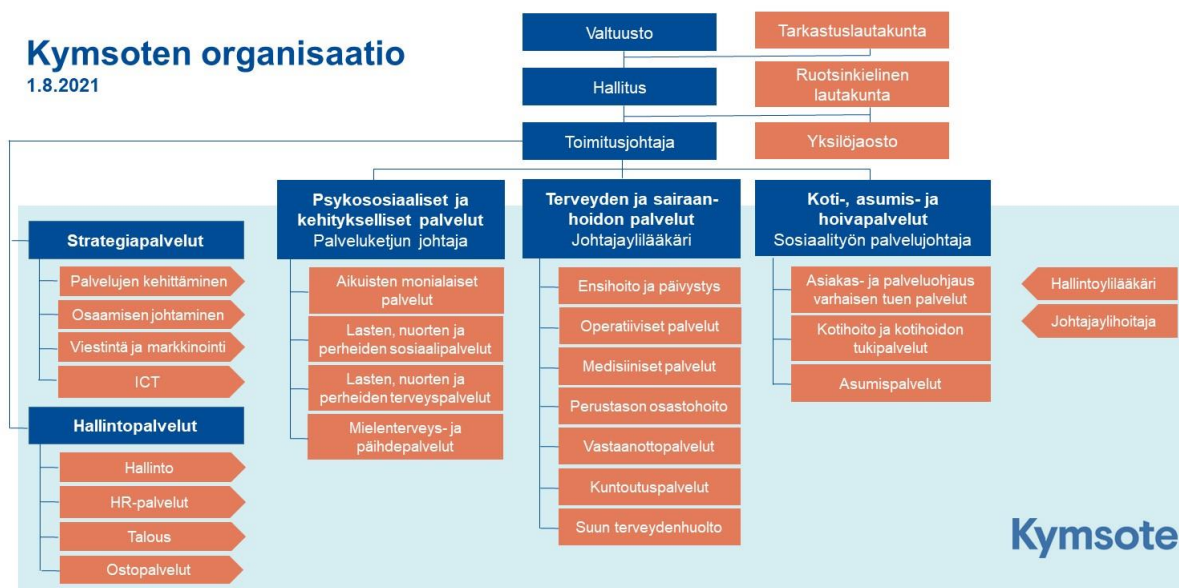 Kymsoten organisaatio
1.8.2021
Valtuusto
Tarkastuslautakunta
Hallitus
Ruotsinkielinen
lautakunta
Toimitusjohtaja
Yksilöjaosto
Strategiapalvelut
Palvelujen kehittäminen
Osaamisen johtaminen
Viestintä ja markkinointi
ICT
Hallintopalvelut
Hallinto
HR-palvelut
Talous
Ostopalvelut
Psykososiaaliset ja
kehitykselliset palvelut
Palveluketjun johtaja
Aikuisten monialaiset
palvelut
Lasten, nuorten ja
perheiden sosiaalipalvelut
Lasten, nuorten ja
perheiden terveyspalvelut
Mielenterveys- ja
päihdepalvelut
Terveyden ja sairaan-
hoidon palvelut
Johtajaylilääkäri
Ensihoito ja päivystys
Operatiiviset palvelut
Medisiiniset palvelut
Perustason osastohoito
Vastaanottopalvelut
Kuntoutuspalvelut
Suun terveydenhuolto
Koti-, asumis- ja
hoivapalvelut
Sosiaalityön palvelujohtaja
Asiakas- ja palveluohjaus
varhaisen tuen palvelut
Kotihoito ja kotihoidon
tukipalvelut
Asumispalvelut
Hallintoylilääkäri
Johtajaylihoitaja
Kymsote